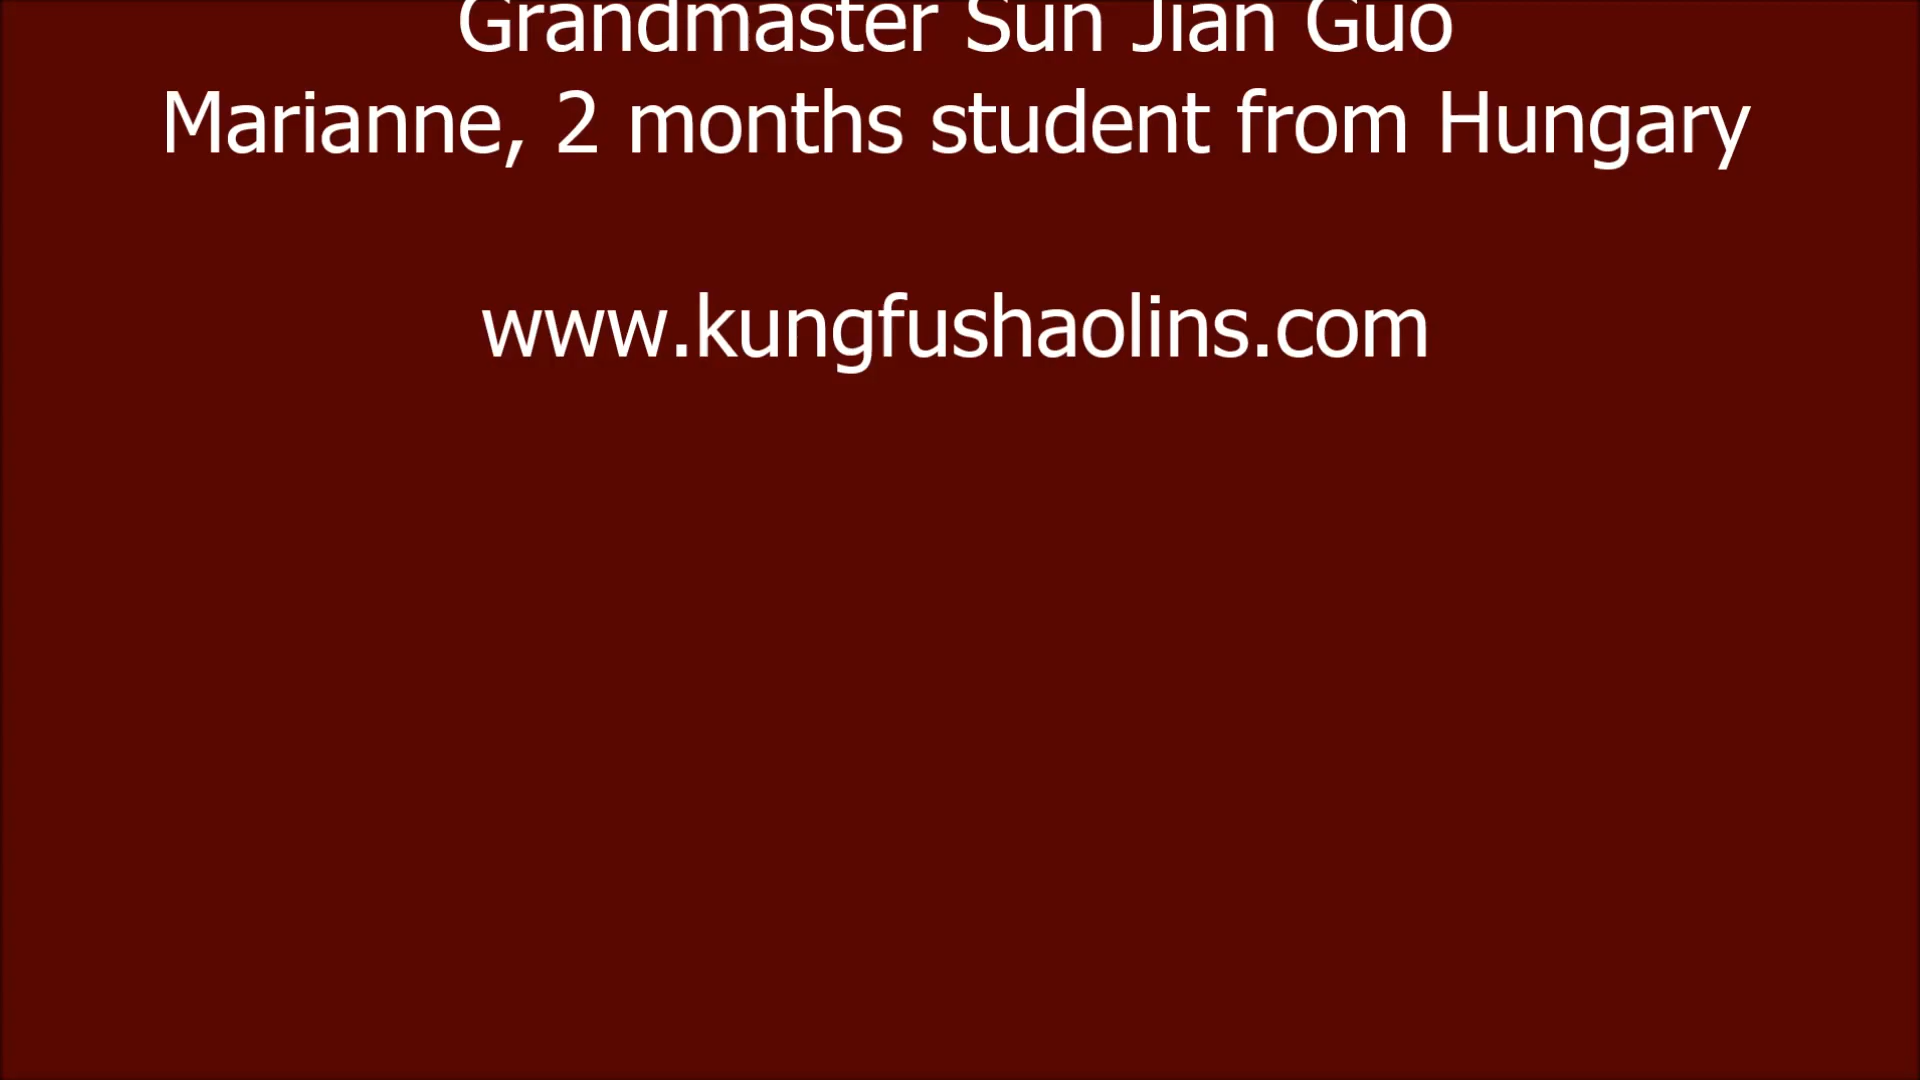 Grandmaster Sun Jian Guo
Marianne, 2 months student from Hungary
www.kungfushaolins.com